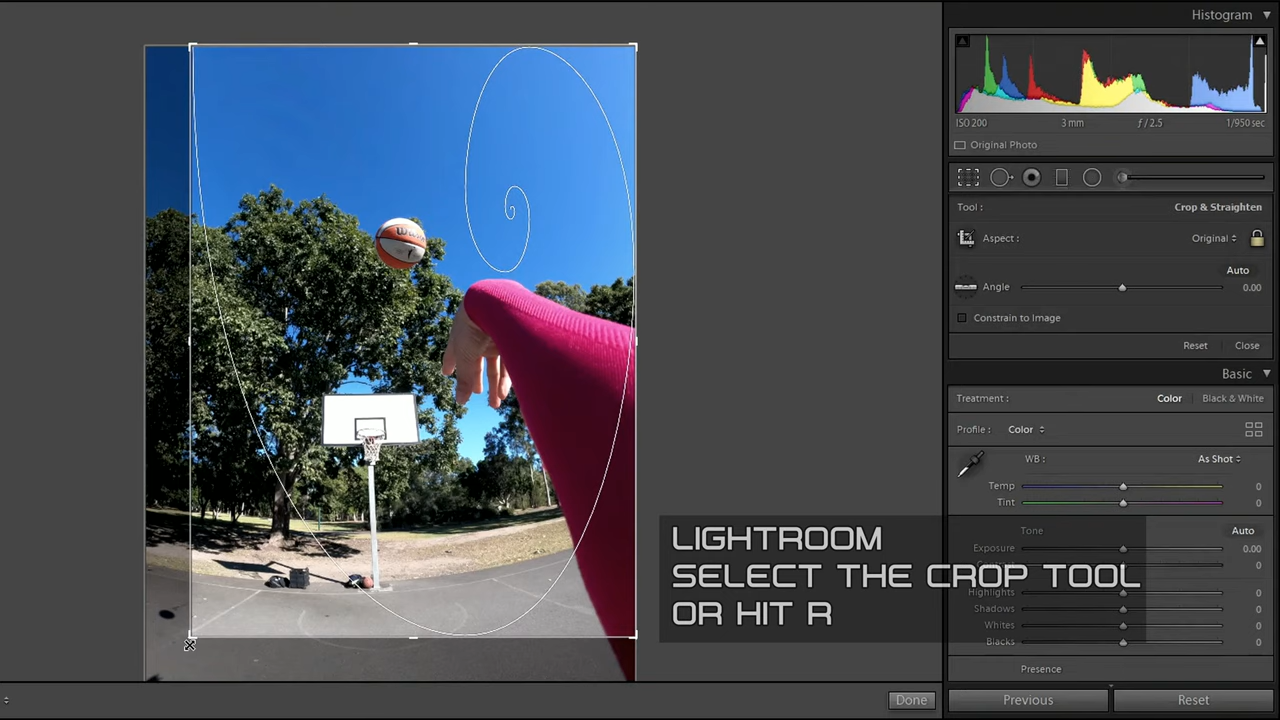 Histogram
ISO 200 3 mm ƒ / 2.5 1/950 sec
Original Photo
Tool : Crop & Straighten
Aspect : Original
Auto
Angle 0.00
Constrain to Image
Reset Close
Basic
Treatment : Color Black & White
Profile : Color
WB : As Shot
Temp 0
Tint 0
Tone Auto
Exposure 0.00
0
Highlights 0
Shadows 0
Whites 0
Blacks 0
Presence
LIGHTROOM
SELECT THE CROP TOOL
OR HIT R
Done Previous Reset